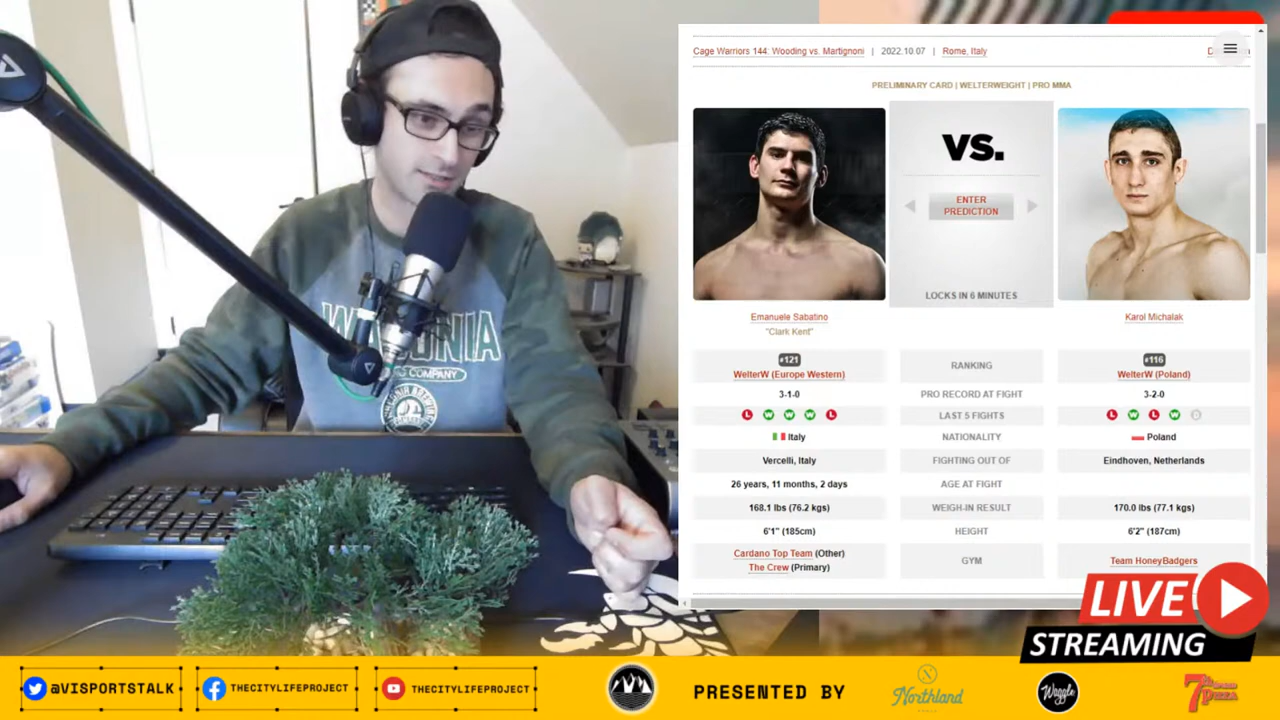 Cage Warriors 144: Wooding vs. Martignoni | 2022.10.07 | Rome, Italy
PRELIMINARY CARD | WELTERWEIGHT | PRO MMA
VS.
ENTER
PREDICTION
LOCKS IN 6 MINUTES
Emanuele Sabatino
"Clark Kent"
Karol Michalak
#121
WelterW (Europe Western)
RANKING
#116
WelterW (Poland)
3-1-0
PRO RECORD AT FIGHT
3-2-0
L W W W L
LAST 5 FIGHTS
L W L W D
Italy
NATIONALITY
Poland
Vercelli, Italy
FIGHTING OUT OF
Eindhoven, Netherlands
26 years, 11 months, 2 days
AGE AT FIGHT
168.1 lbs (76.2 kgs)
WEIGH-IN RESULT
170.0 lbs (77.1 kgs)
6'1" (185cm)
HEIGHT
6'2" (187cm)
Cardano Top Team (Other)
The Crew (Primary)
GYM
Team HoneyBadgers
LIVE
STREAMING
@VISPORTSTALK
THECITYLIFEPROJECT
THECITYLIFEPROJECT
PRESENTED BY
Northland
Waggle